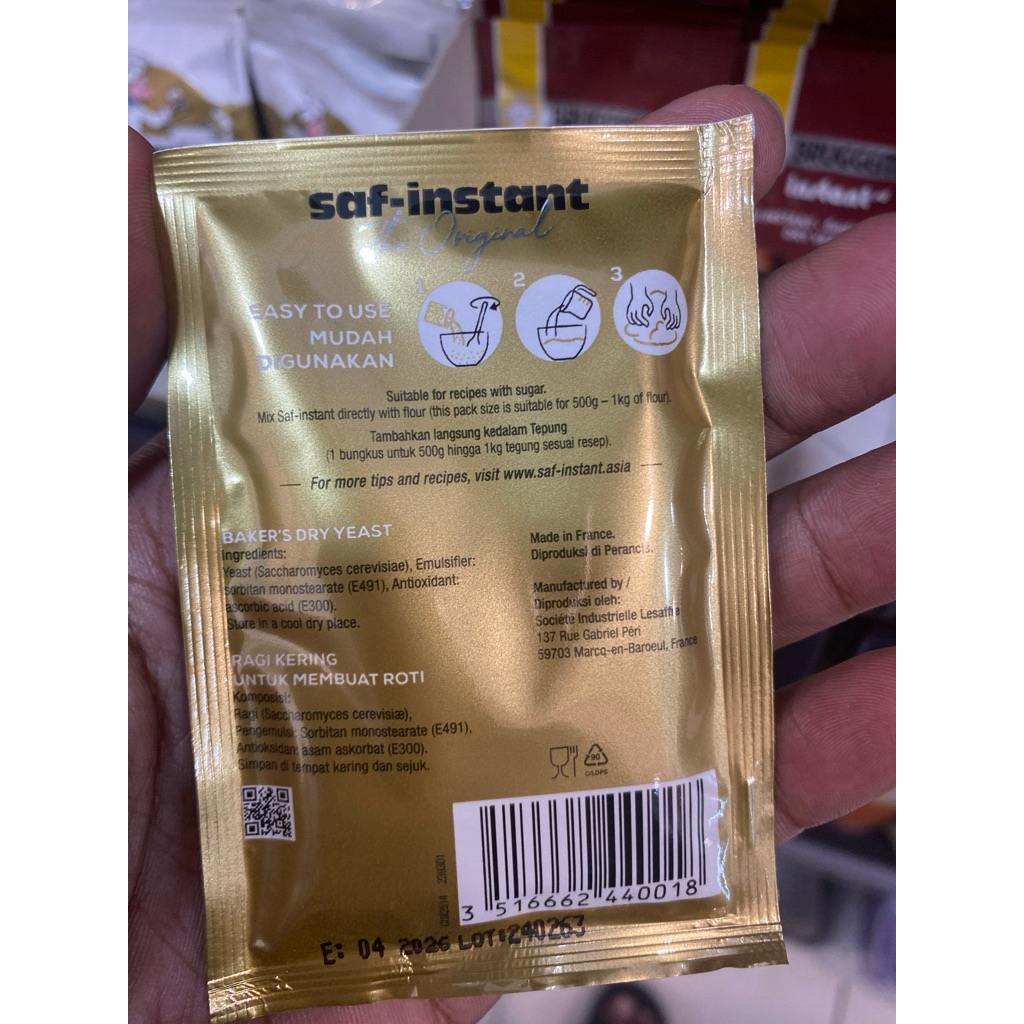 saf-instant
The Original
1 2 3
EASY TO USE
MUDAH
DIGUNAKAN
Suitable for recipes with sugar.
Mix Saf-instant directly with flour (this pack size is suitable for 500g – 1kg of flour).
Tambahkan langsung kedalam Tepung
(1 bungkus untuk 500g hingga 1kg tegung sesuai resep).
For more tips and recipes, visit www.saf-instant.asia
BAKER'S DRY YEAST
Ingredients:
Yeast (Saccharomyces cerevisiae), Emulsifier:
sorbitan monostearate (E491), Antioxidant:
ascorbic acid (E300).
Store in a cool dry place.
Made in France.
Diproduksi di Perancis.
Manufactured by /
Diproduksi oleh:
Société Industrielle Lesaffre
137 Rue Gabriel Péri
59703 Marcq-en-Baroeul, France
RAGI KERING
UNTUK MEMBUAT ROTI
Komposisi:
Ragi (Saccharomyces cerevisiæ),
Pengemulsi: Sorbitan monostearate (E491),
Antioksidan: asam askorbat (E300).
Simpan di tempat kering dan sejuk.
90
3 516662 440018
E: 04 2026 LOT:240263